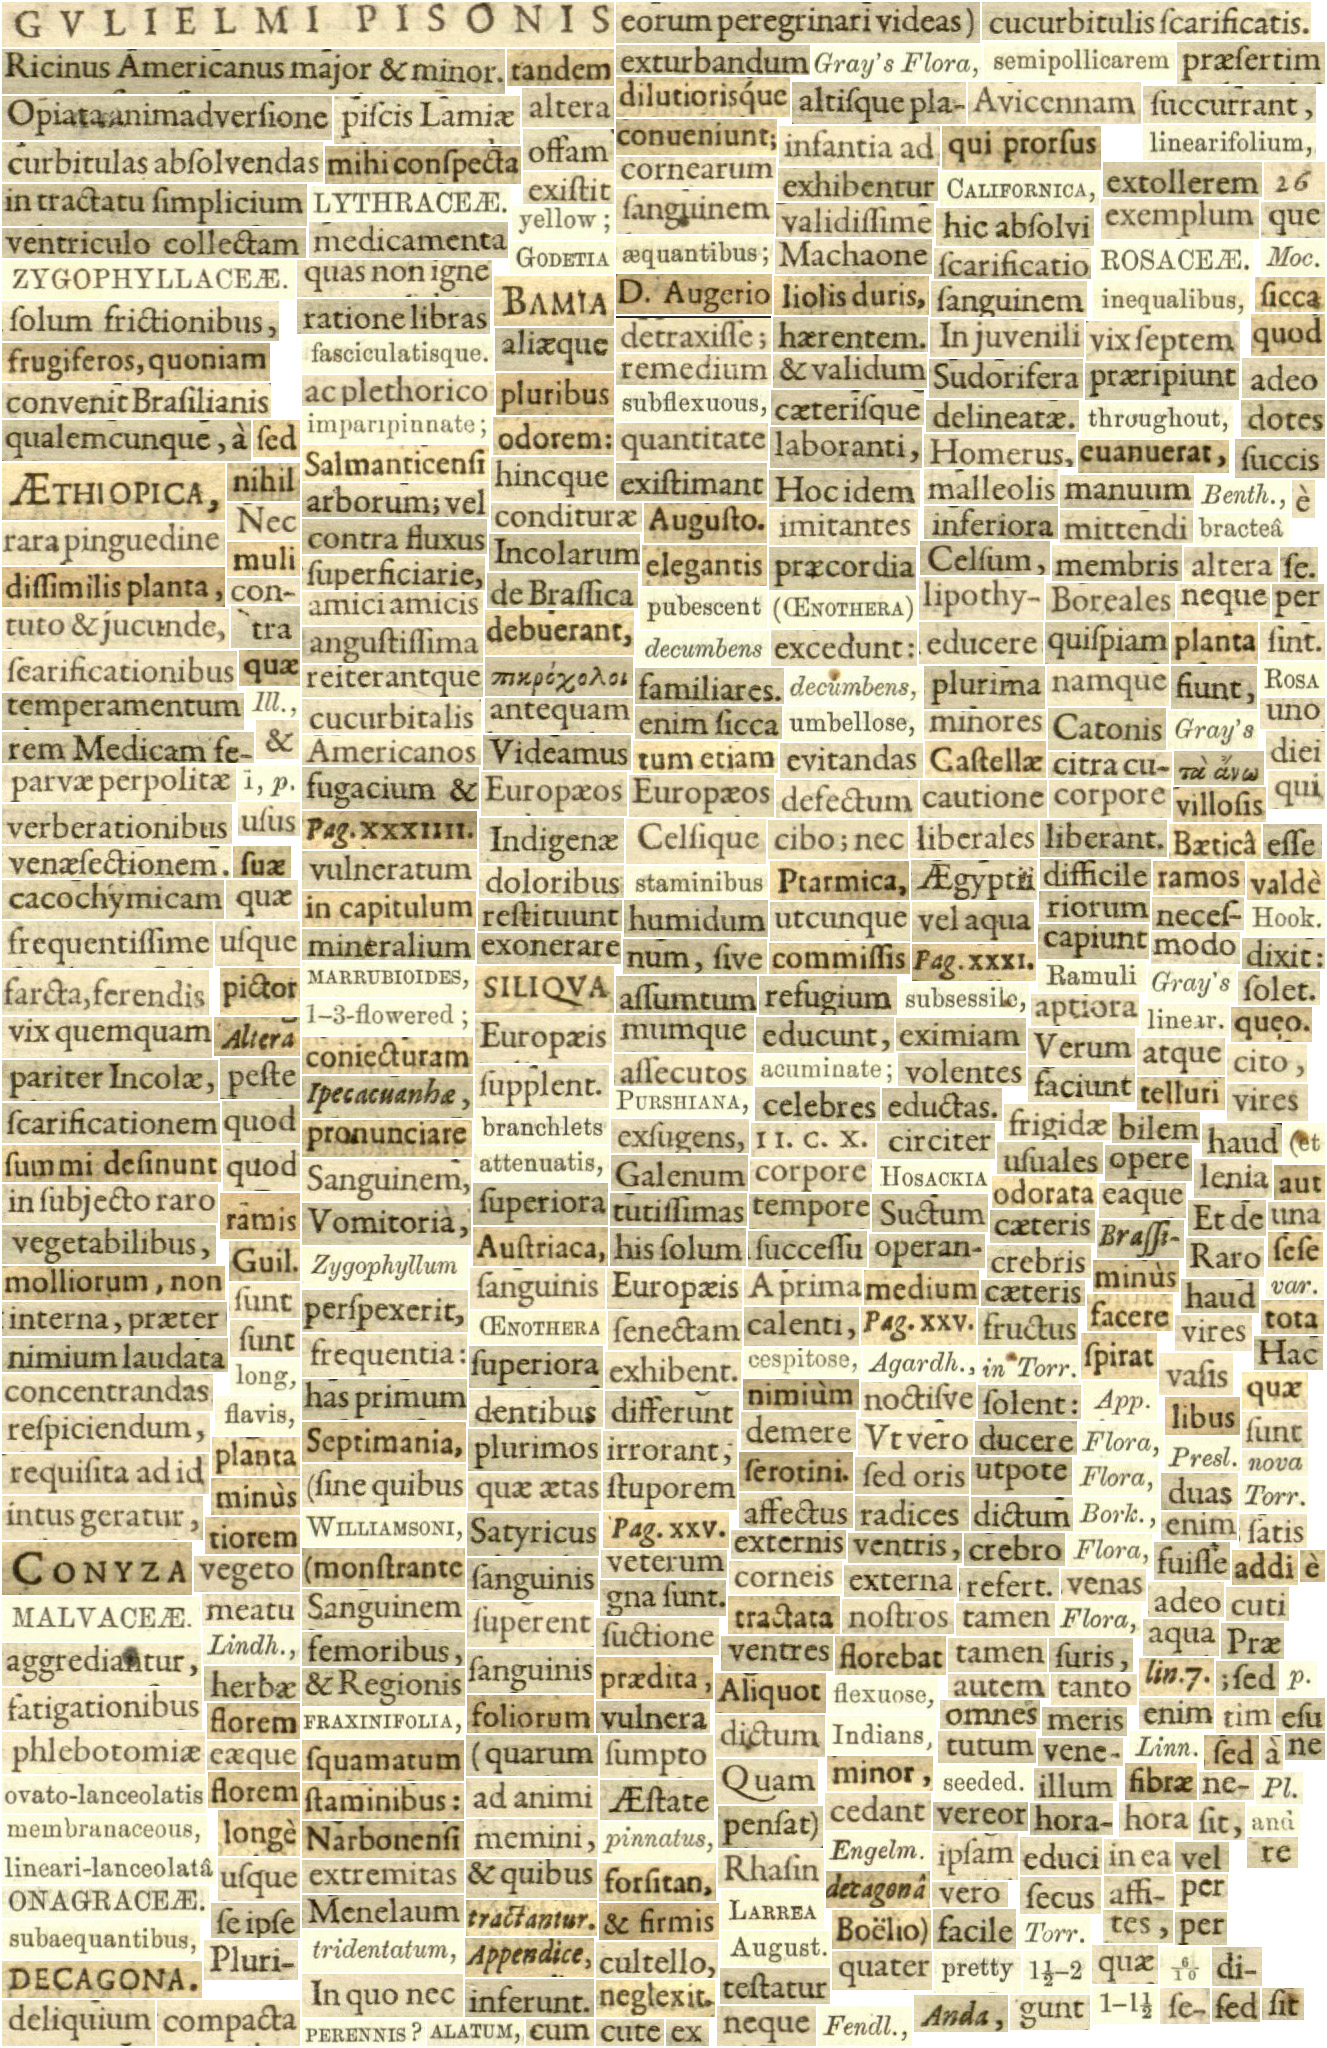 GVLIELMI PISONIS
Ricinus Americanus major & minor.
tandem
Opiata animadversione
piscis Lamiæ
altera
curbitulas absolvendas
mihi conspecta
offam
in tractatu simplicium
LYTHRACEÆ.
existit
yellow;
ventriculo collectam
medicamenta
GODETIA
ZYGOPHYLLACEÆ.
quas non igne
BAMIA
solum frictionibus,
ratione libras
aliæque
frugiferos, quoniam
fasciculatisque.
convenit Brasilianis
ac plethorico
pluribus
qualemcunque, à
sed
imparipinnate;
odorem:
ÆTHIOPICA,
nihil
Salmanticensi
hincque
Nec
arborum; vel
condituræ
rara pinguedine
muli
contra fluxus
Incolarum
dissimilis planta,
con-
superficiarie,
de Brassica
tuto & jucunde,
tra
amici amicis
debuerant,
angustissima
scarificationibus
quæ
reiterantque
πικρόχολοι
temperamentum
Ill.,
cucurbitalis
antequam
rem Medicam se-
&
Americanos
Videamus
parvæ perpolitæ
i, p.
fugacium &
Europæos
verberationibus
usus
Pag. XXXIIII.
Indigenæ
venæsectionem.
suæ
vulneratum
doloribus
cacochymicam
quæ
in capitulum
restituunt
frequentissime
usque
mineralium
exonerare
farcta, ferendis
pictor
MARRUBIOIDES,
SILIQVA
vix quemquam
Altera
1–3-flowered;
Europæis
pariter Incolæ,
peste
coniecturam
supplent.
scarificationem
quod
Ipecacuanhæ,
branchlets
summi desinunt
quod
pronunciare
attenuatis,
in subjecto raro
ramis
Sanguinem,
superiora
vegetabilibus,
Guil.
Vomitoria,
Austriaca,
molliorum, non
sunt
Zygophyllum
sanguinis
interna, præter
sunt
perspexerit,
ŒNOTHERA
nimium laudata
long,
frequentia:
superiora
concentrandas
flavis,
has primum
dentibus
respiciendum,
planta
Septimania,
plurimos
requisita ad id
minùs
(sine quibus
quæ ætas
intus geratur,
tiorem
WILLIAMSONI,
Satyricus
CONYZA
vegeto
(monstrante
sanguinis
MALVACEÆ.
meatu
Sanguinem
superent
aggrediantur,
Lindh.,
femoribus,
sanguinis
fatigationibus
herbæ
& Regionis
foliorum
florem
FRAXINIFOLIA,
phlebotomiæ
eæque
squamatum
(quarum
ovato-lanceolatis
florem
staminibus:
ad animi
membranaceous,
longè
Narbonensi
memini,
lineari-lanceolatâ
usque
extremitas
& quibus
ONAGRACEÆ.
se ipse
Menelaum
tractantur.
subaequantibus,
Pluri-
tridentatum,
Appendice,
DECAGONA.
In quo nec
inferunt.
deliquium
compacta
PERENNIS?
ALATUM,
cum
cute
ex
eorum peregrinari videas)
cucurbitulis scarificatis.
exturbandum
Gray's Flora,
semipollicarem
præsertim
dilutiorisque
altisque pla-
Avicennam
succurrant,
conueniunt;
infantia ad
qui prorsus
linearifolium,
cornearum
exhibentur
CALIFORNICA,
extollerem
26
sanguinem
validissime
hic absolvi
exemplum
que
æquantibus;
Machaone
scarificatio
ROSACEÆ.
Moc.
D. Augerio
liolis duris,
sanguinem
inequalibus,
sicca
detraxisse;
hærentem.
In juvenili
vix septem
quod
remedium
& validum
Sudorifera
præripiunt
adeo
subflexuous,
cæterisque
delineatæ.
throughout,
dotes
quantitate
laboranti,
Homerus,
euanuerat,
succis
existimant
Hoc idem
malleolis
manuum
Benth.,
è
Augusto.
imitantes
inferiora
mittendi
bracteâ
elegantis
præcordia
Celsum,
membris
altera
se.
pubescent
(ŒNOTHERA)
lipothy-
Boreales
neque
per
decumbens
excedunt:
educere
quispiam
planta
sint.
familiares.
decumbens,
plurima
namque
fiunt,
ROSA
enim sicca
umbellose,
minores
Catonis
Gray's
uno
tum etiam
evitandas
Castellæ
citra cu-
τὰ ἄνω
diei
Europæos
defectum
cautione
corpore
villosis
qui
Celsique
cibo; nec
liberales
liberant.
Bæticâ
esse
staminibus
Ptarmica,
Ægyptii
difficile
ramos
valdè
humidum
utcunque
vel aqua
riorum
neces-
Hook.
num, sive
commissis
Pag. XXXI.
capiunt
modo
dixit:
assumtum
refugium
subsessile,
Ramuli
Gray's
solet.
mumque
educunt,
eximiam
aptiora
linear.
queo.
assecutos
acuminate;
volentes
Verum
atque
cito,
PURSHIANA,
celebres
eductas.
faciunt
telluri
vires
exsugens,
II. C. X.
circiter
frigidæ
bilem
haud
(et
Galenum
corpore
HOSACKIA
usuales
opere
lenia
aut
tutissimas
tempore
Suctum
odorata
eaque
Et de
una
his solum
successu
operan-
cæteris
Brassi-
Raro
sese
Europæis
A prima
medium
crebris
minùs
haud
var.
senectam
calenti,
Pag. XXV.
cæteris
facere
vires
tota
exhibent.
cespitose,
Agardh.,
fructus
spirat
vasis
Hac
differunt
nimiùm
noctisve
in Torr.
App.
libus
quæ
irrorant,
demere
Vt vero
solent:
Flora,
Presl.
sunt
stuporem
serotini.
sed oris
ducere
Flora,
duas
nova
Pag. XXV.
affectus
radices
utpote
Bork.,
enim
Torr.
veterum
externis
ventris,
dictum
Flora,
fuisse
satis
gna sunt.
corneis
externa
crebro
venas
adeo
addi è
suctione
tractata
nostros
refert.
Flora,
aqua
cuti
prædita,
ventres
florebat
tamen
suris,
lin. 7.
Præ
vulnera
Aliquot
flexuose,
tamen
tanto
; sed
p.
sumpto
dictum
Indians,
autem
meris
enim
tim
esu
Æstate
Quam
minor,
omnes
vene-
Linn.
sed à
ne
pinnatus,
pensat)
cedant
tutum
illum
fibræ
ne-
Pl.
forsitan,
Rhasin
Engelm.
seeded.
hora-
hora sit,
and
& firmis
LARREA
decagonâ
vereor
educi
in ea
vel
re
cultello,
August.
Boëlio)
ipsam
secus
affi-
per
neglexit.
testatur
quater
vero
Torr.
tes,
per
neque
Fendl.,
facile
pretty
1½–2
quæ
6/10
di-
Anda,
gunt
1–1½
se-
sed
sit